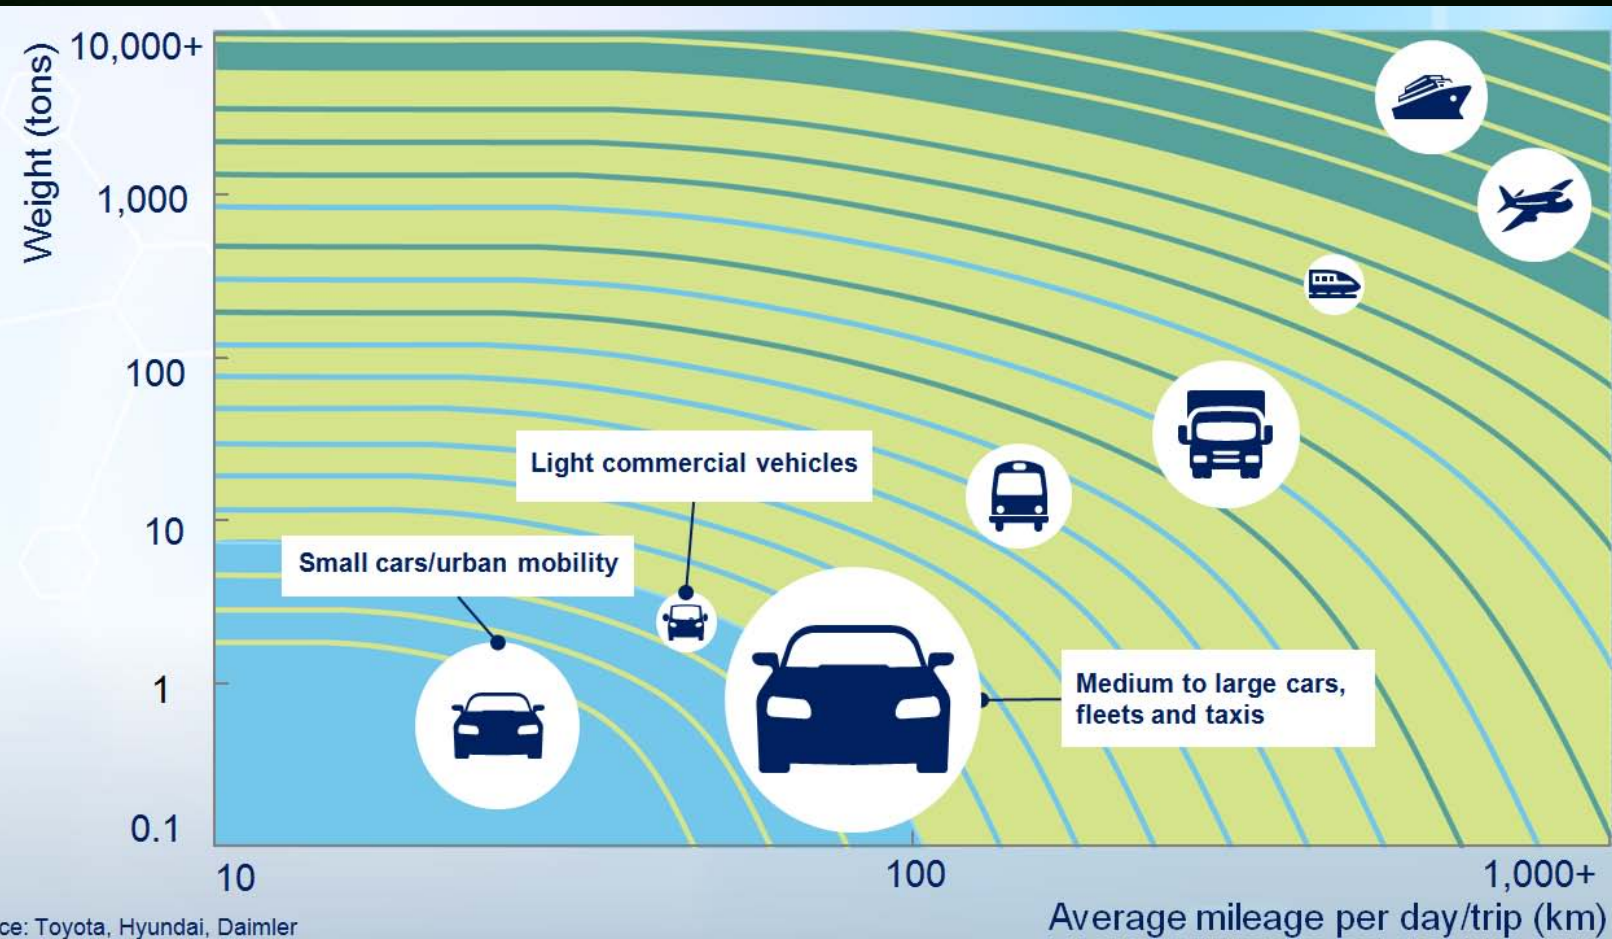 Weight (tons)
10,000+
1,000
100
10
1
0.1
Light commercial vehicles
Small cars/urban mobility
Medium to large cars,
fleets and taxis
10
100
1,000+
Average mileage per day/trip (km)
ce: Toyota, Hyundai, Daimler